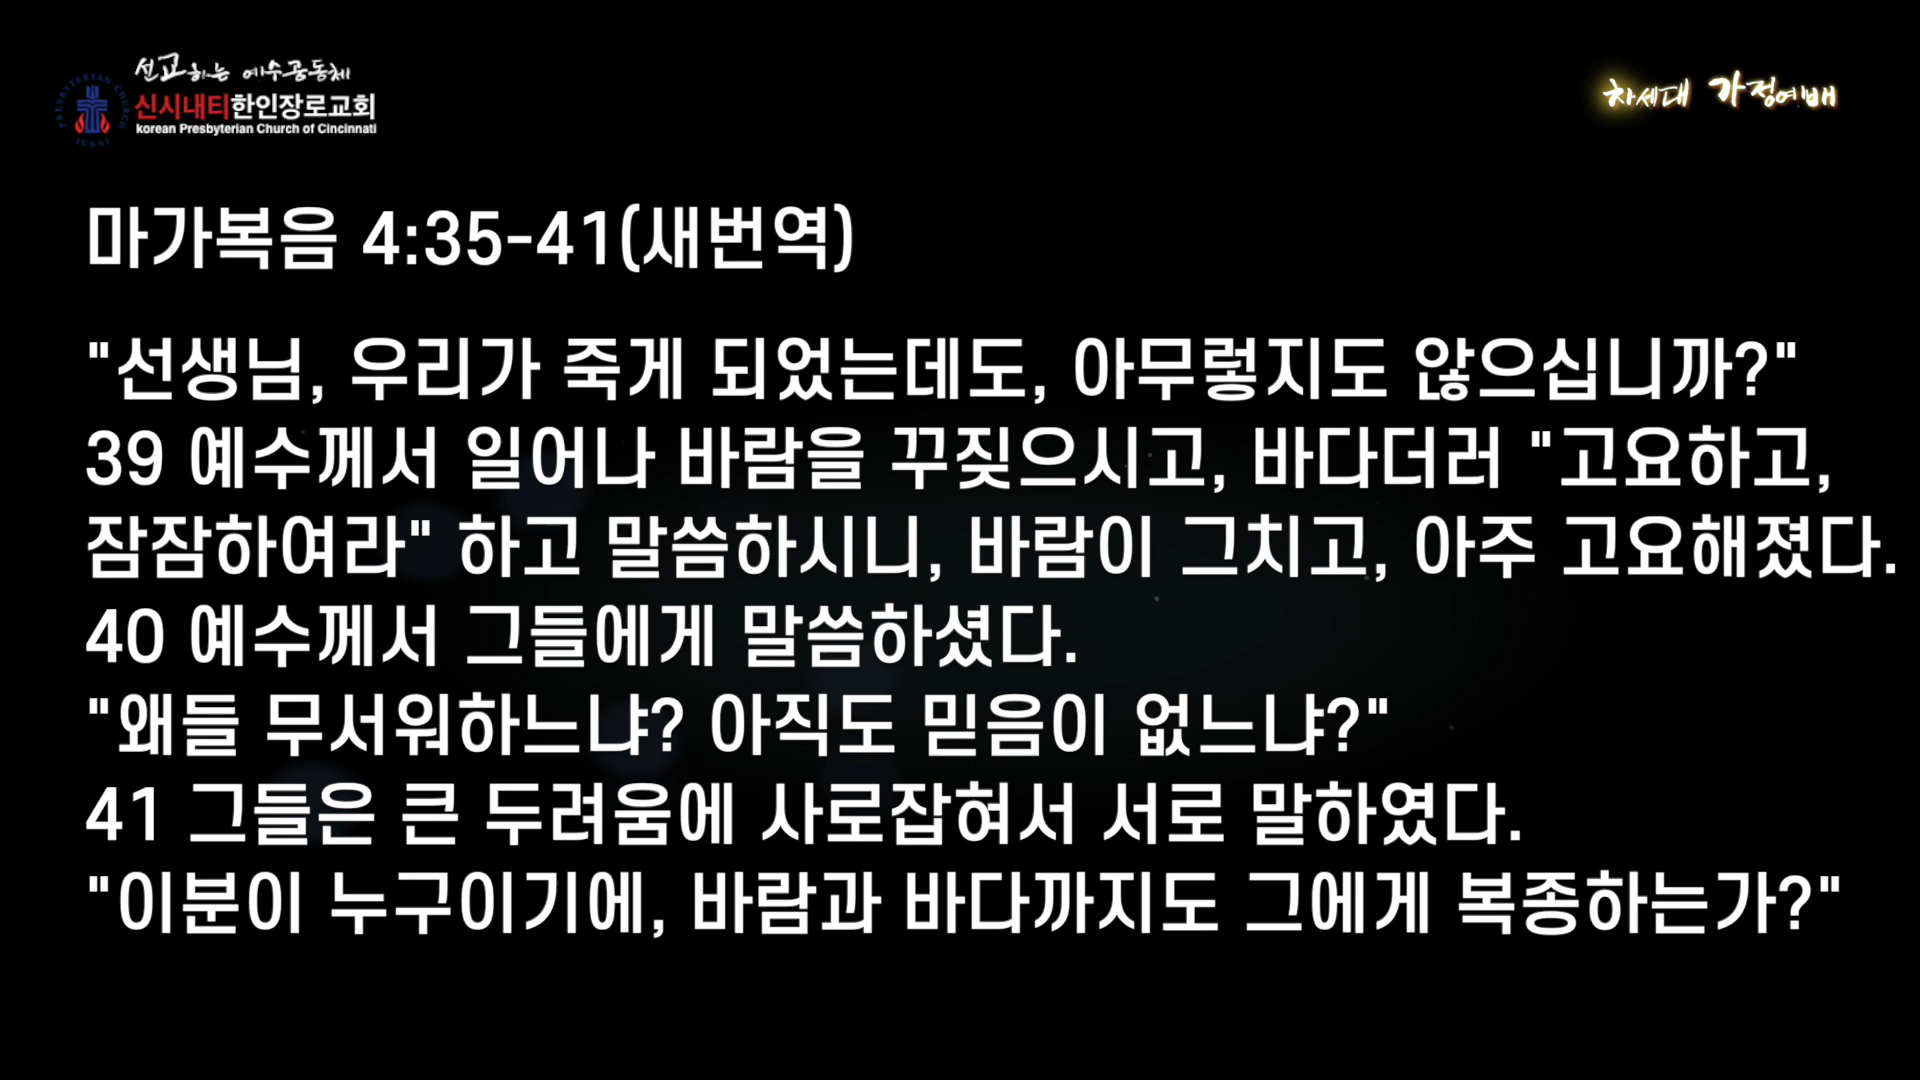 선교하는 예수공동체
신시내티한인장로교회
korean Presbyterian Church of Cincinnati
PRESBYTERIAN CHURCH
(USA)
차세대 가정예배
마가복음 4:35-41(새번역)
"선생님, 우리가 죽게 되었는데도, 아무렇지도 않으십니까?"
39 예수께서 일어나 바람을 꾸짖으시고, 바다더러 "고요하고,
잠잠하여라" 하고 말씀하시니, 바람이 그치고, 아주 고요해졌다.
40 예수께서 그들에게 말씀하셨다.
"왜들 무서워하느냐? 아직도 믿음이 없느냐?"
41 그들은 큰 두려움에 사로잡혀서 서로 말하였다.
"이분이 누구이기에, 바람과 바다까지도 그에게 복종하는가?"